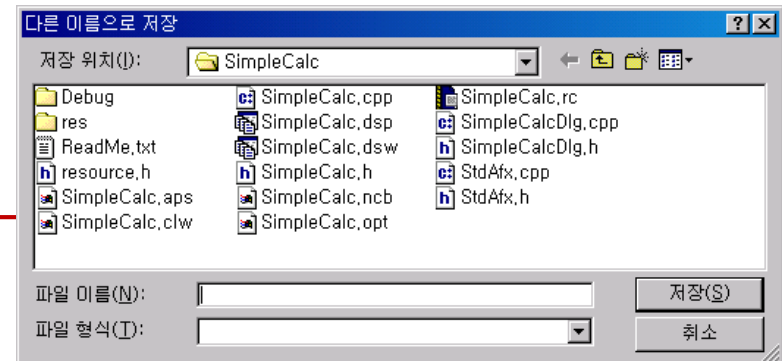 다른 이름으로 저장
저장 위치(I): SimpleCalc
Debug SimpleCalc.cpp SimpleCalc.rc
res SimpleCalc.dsp SimpleCalcDlg.cpp
ReadMe.txt SimpleCalc.dsw SimpleCalcDlg.h
resource.h SimpleCalc.h StdAfx.cpp
SimpleCalc.aps SimpleCalc.ncb StdAfx.h
SimpleCalc.clw SimpleCalc.opt
파일 이름(N): 저장(S)
파일 형식(T): 취소